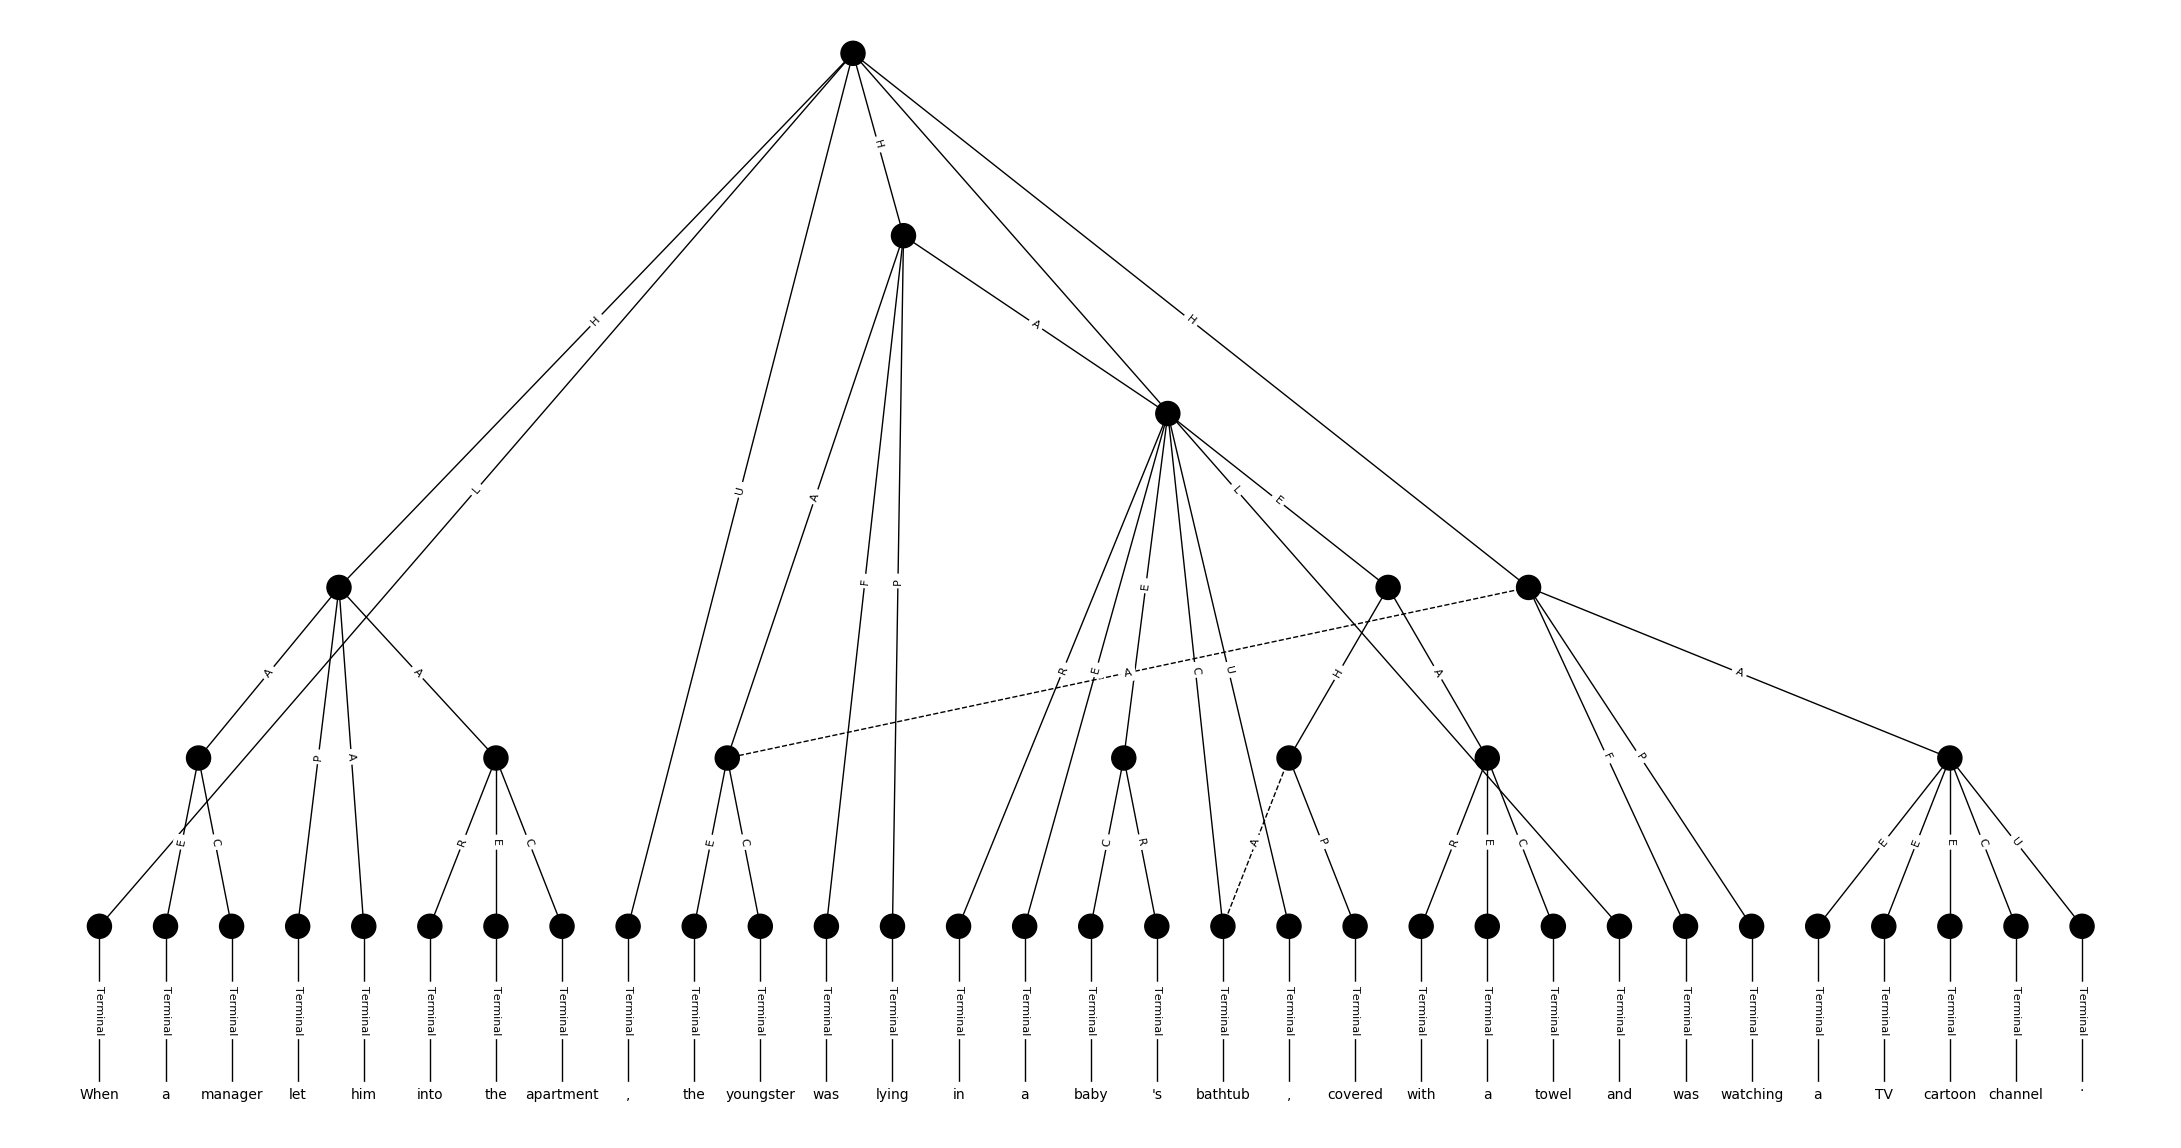 H
A
H
L
U
A
L
E
F
P
E
A
A
R
E
A
C
U
H
A
A
P
A
F
P
E
C
R
E
C
E
C
C
R
A
P
R
E
C
E
E
E
C
U
Terminal Terminal Terminal Terminal Terminal Terminal Terminal Terminal Terminal Terminal Terminal Terminal Terminal Terminal Terminal Terminal Terminal Terminal Terminal Terminal Terminal Terminal Terminal Terminal Terminal Terminal Terminal Terminal Terminal Terminal Terminal
When a manager let him into the apartment , the youngster was lying in a baby 's bathtub , covered with a towel and was watching a TV cartoon channel .